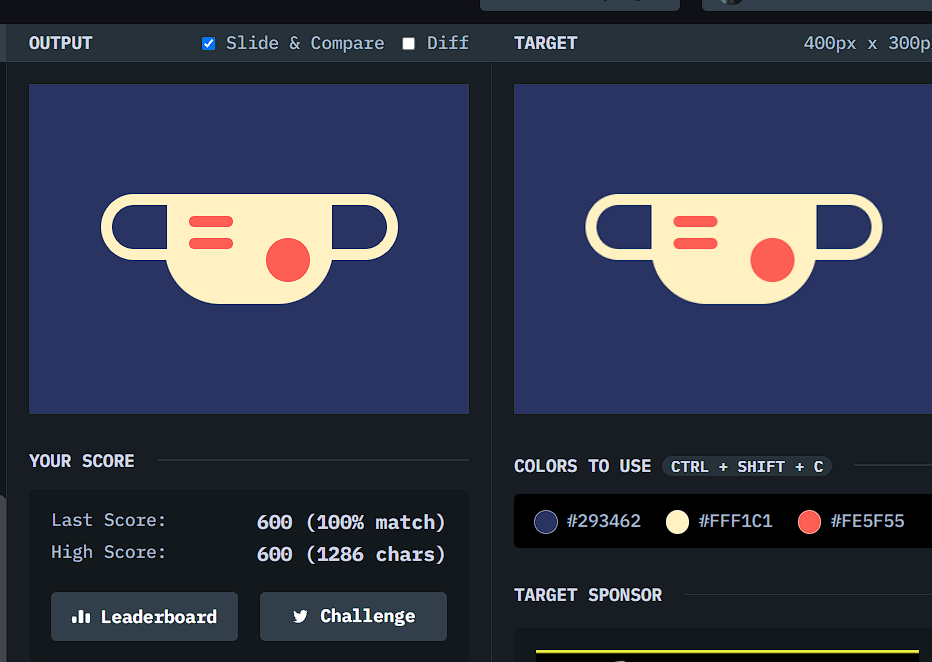 OUTPUT
Slide & Compare
Diff
TARGET
400px x 300p
YOUR SCORE
Last Score: 600 (100% match)
High Score: 600 (1286 chars)
Leaderboard
Challenge
COLORS TO USE CTRL + SHIFT + C
#293462 #FFF1C1 #FE5F55
TARGET SPONSOR